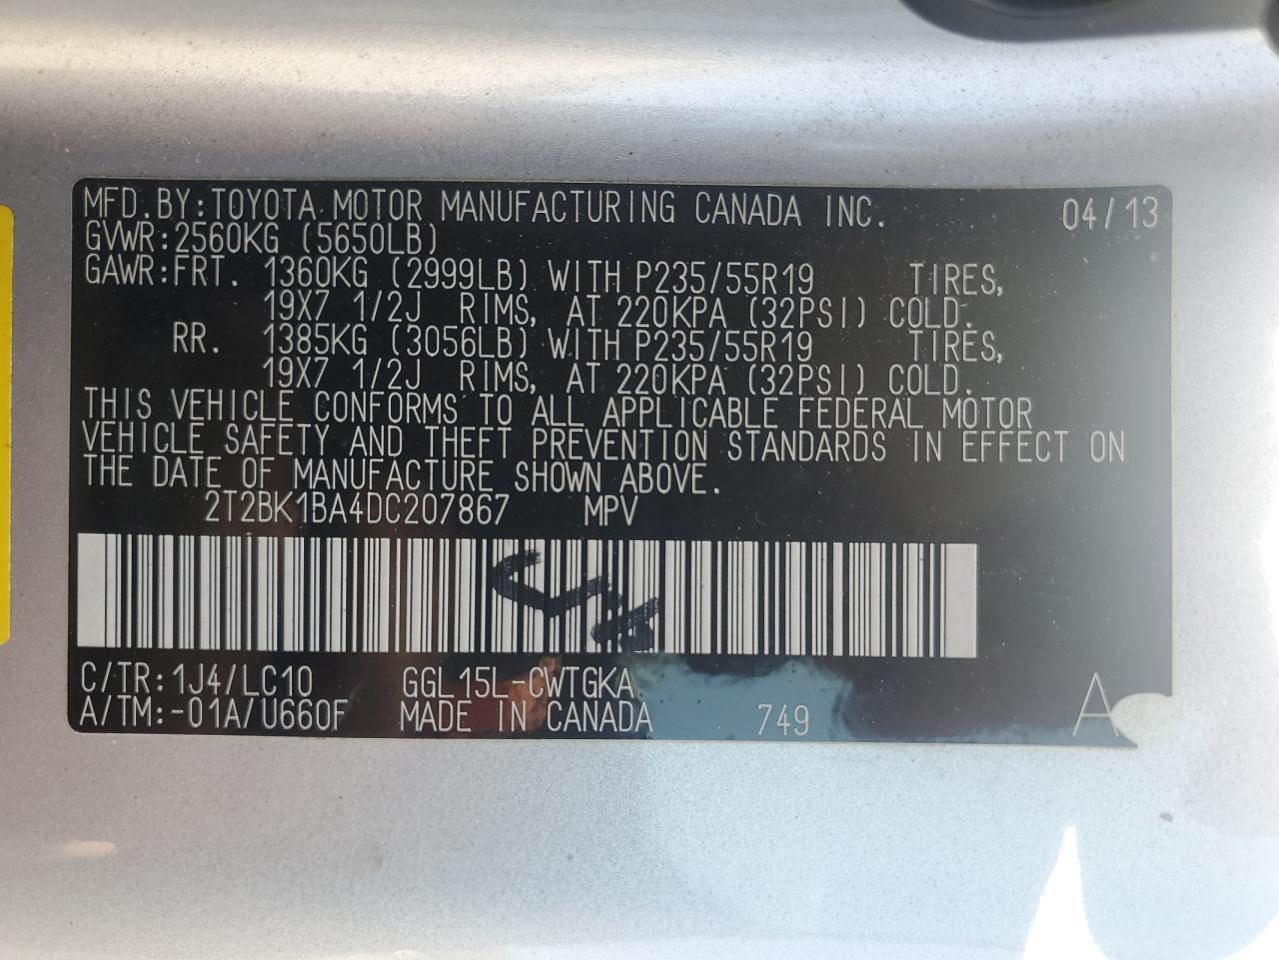 MFD.BY:TOYOTA MOTOR MANUFACTURING CANADA INC. 04/13
GVWR:2560KG (5650LB)
GAWR:FRT. 1360KG (2999LB) WITH P235/55R19 TIRES,
19X7 1/2J RIMS, AT 220KPA (32PSI) COLD.
RR. 1385KG (3056LB) WITH P235/55R19 TIRES,
19X7 1/2J RIMS, AT 220KPA (32PSI) COLD.
THIS VEHICLE CONFORMS TO ALL APPLICABLE FEDERAL MOTOR
VEHICLE SAFETY AND THEFT PREVENTION STANDARDS IN EFFECT ON
THE DATE OF MANUFACTURE SHOWN ABOVE.
2T2BK1BA4DC207867 MPV
C/TR:1J4/LC10 GGL15L-CWTGKA
A/TM:-01A/U660F MADE IN CANADA 749 A